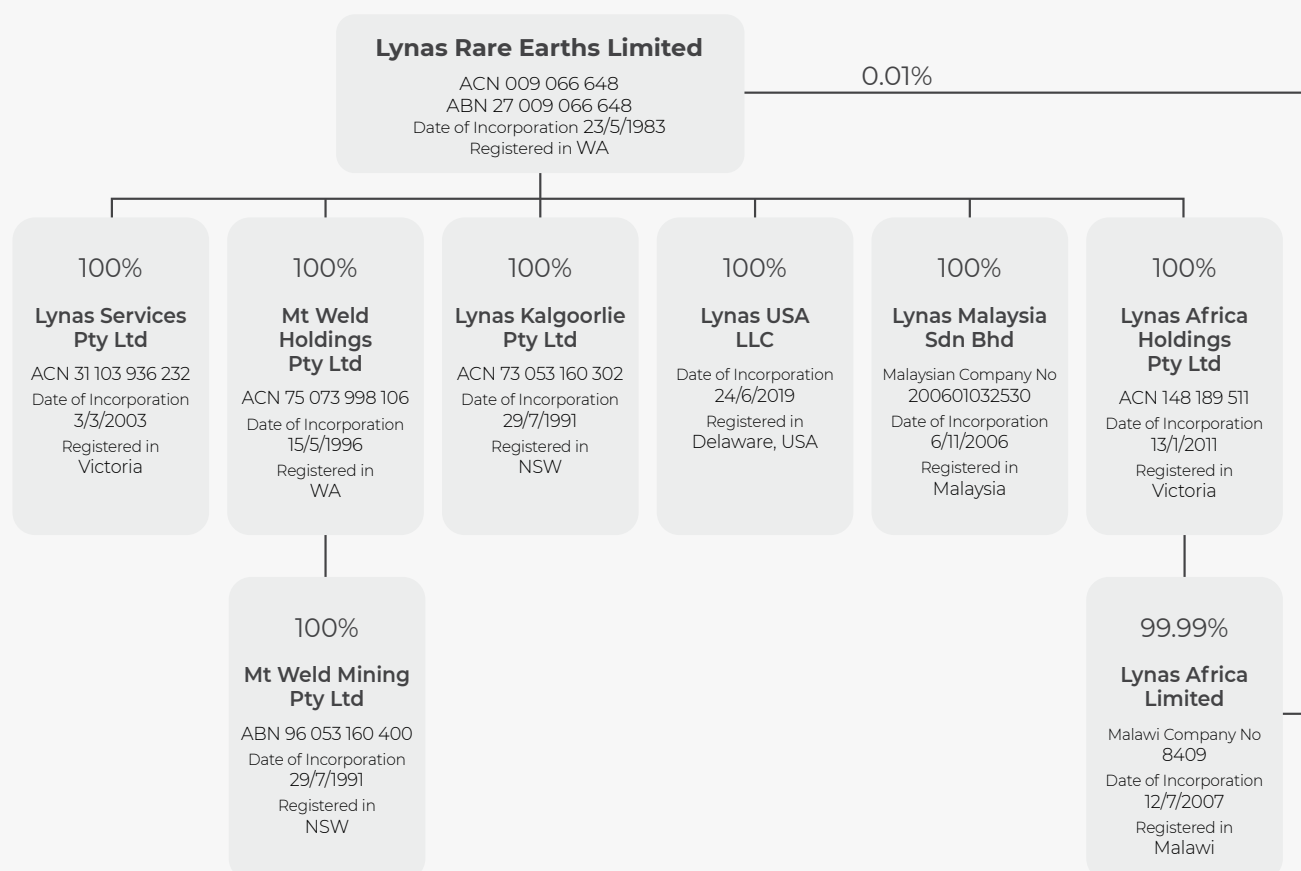 Lynas Rare Earths Limited
ACN 009 066 648
ABN 27 009 066 648
Date of Incorporation 23/5/1983
Registered in WA
0.01%
100%
Lynas Services
Pty Ltd
ACN 31 103 936 232
Date of Incorporation
3/3/2003
Registered in
Victoria
100%
Mt Weld
Holdings
Pty Ltd
ACN 75 073 998 106
Date of Incorporation
15/5/1996
Registered in
WA
100%
Lynas Kalgoorlie
Pty Ltd
ACN 73 053 160 302
Date of Incorporation
29/7/1991
Registered in
NSW
100%
Lynas USA
LLC
Date of Incorporation
24/6/2019
Registered in
Delaware, USA
100%
Lynas Malaysia
Sdn Bhd
Malaysian Company No
200601032530
Date of Incorporation
6/11/2006
Registered in
Malaysia
100%
Lynas Africa
Holdings
Pty Ltd
ACN 148 189 511
Date of Incorporation
13/1/2011
Registered in
Victoria
100%
Mt Weld Mining
Pty Ltd
ABN 96 053 160 400
Date of Incorporation
29/7/1991
Registered in
NSW
99.99%
Lynas Africa
Limited
Malawi Company No
8409
Date of Incorporation
12/7/2007
Registered in
Malawi